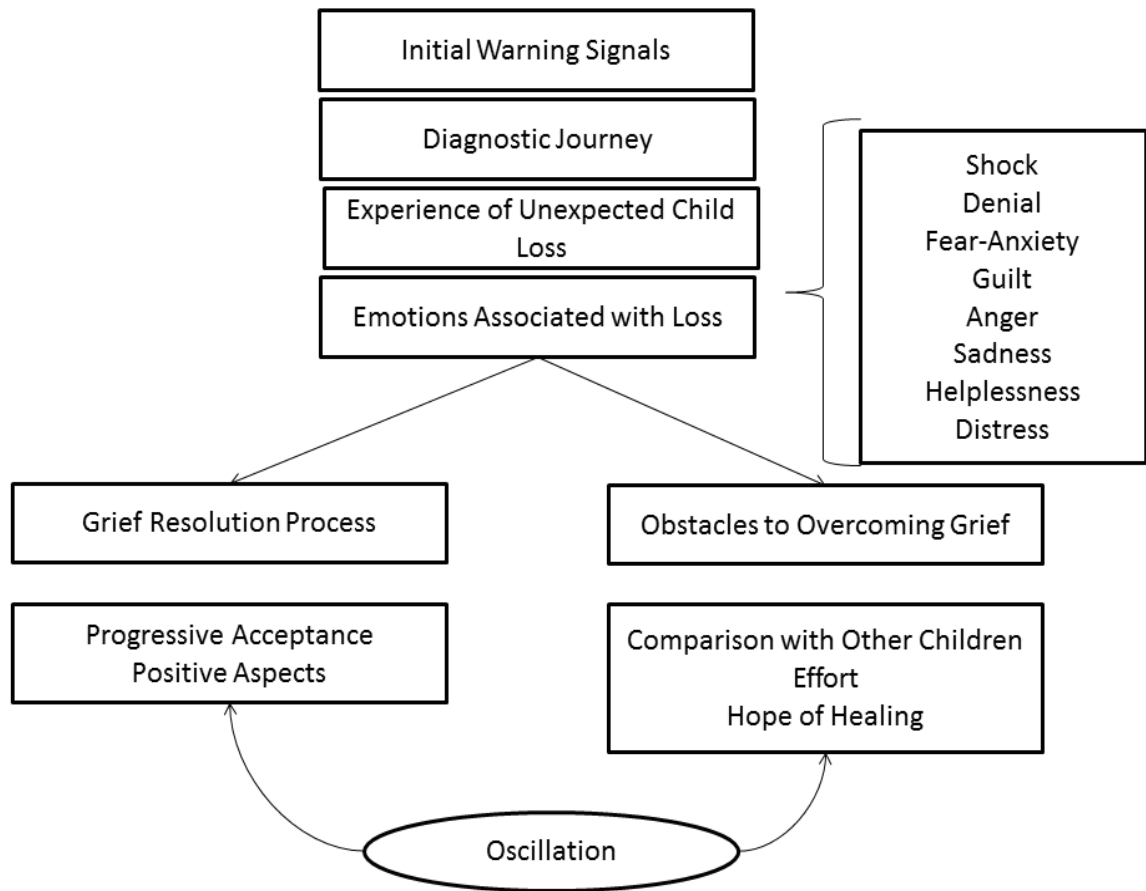 Initial Warning Signals
Diagnostic Journey
Experience of Unexpected Child
Loss
Emotions Associated with Loss
Shock
Denial
Fear-Anxiety
Guilt
Anger
Sadness
Helplessness
Distress
Grief Resolution Process
Obstacles to Overcoming Grief
Progressive Acceptance
Positive Aspects
Comparison with Other Children
Effort
Hope of Healing
Oscillation